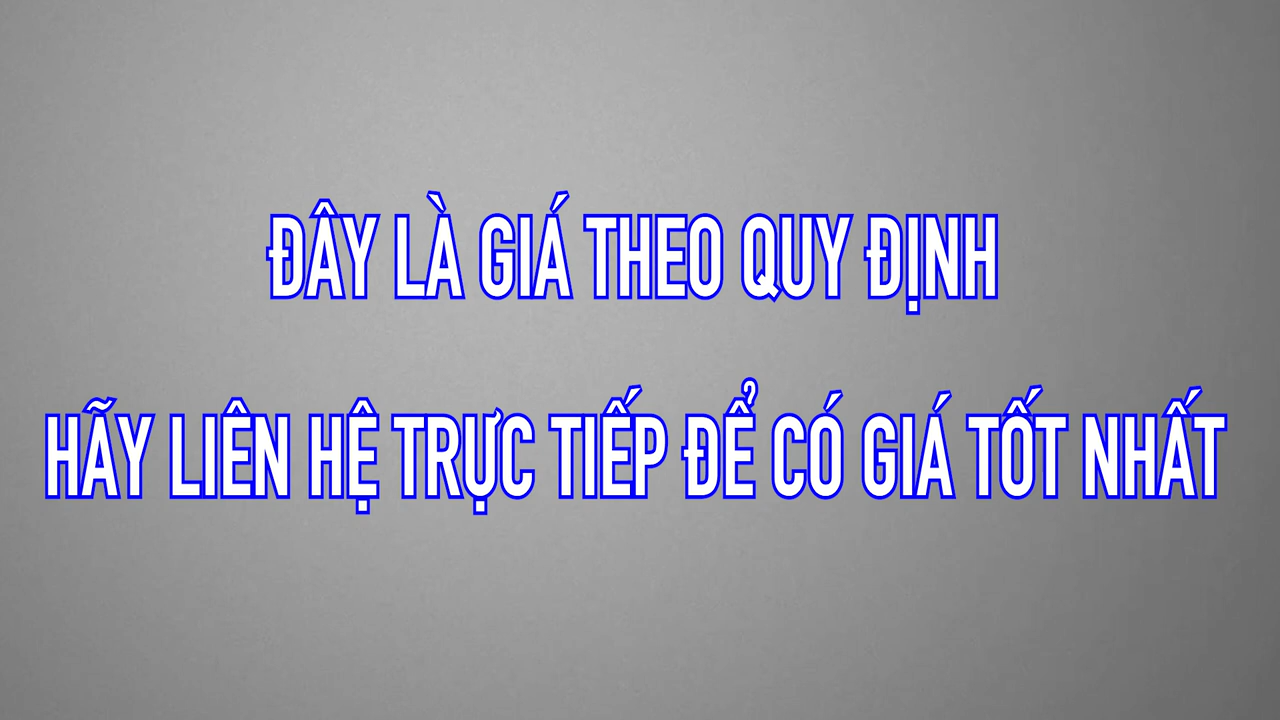 ĐÂY LÀ GIÁ THEO QUY ĐỊNH
HÃY LIÊN HỆ TRỰC TIẾP ĐỂ CÓ GIÁ TỐT NHẤT